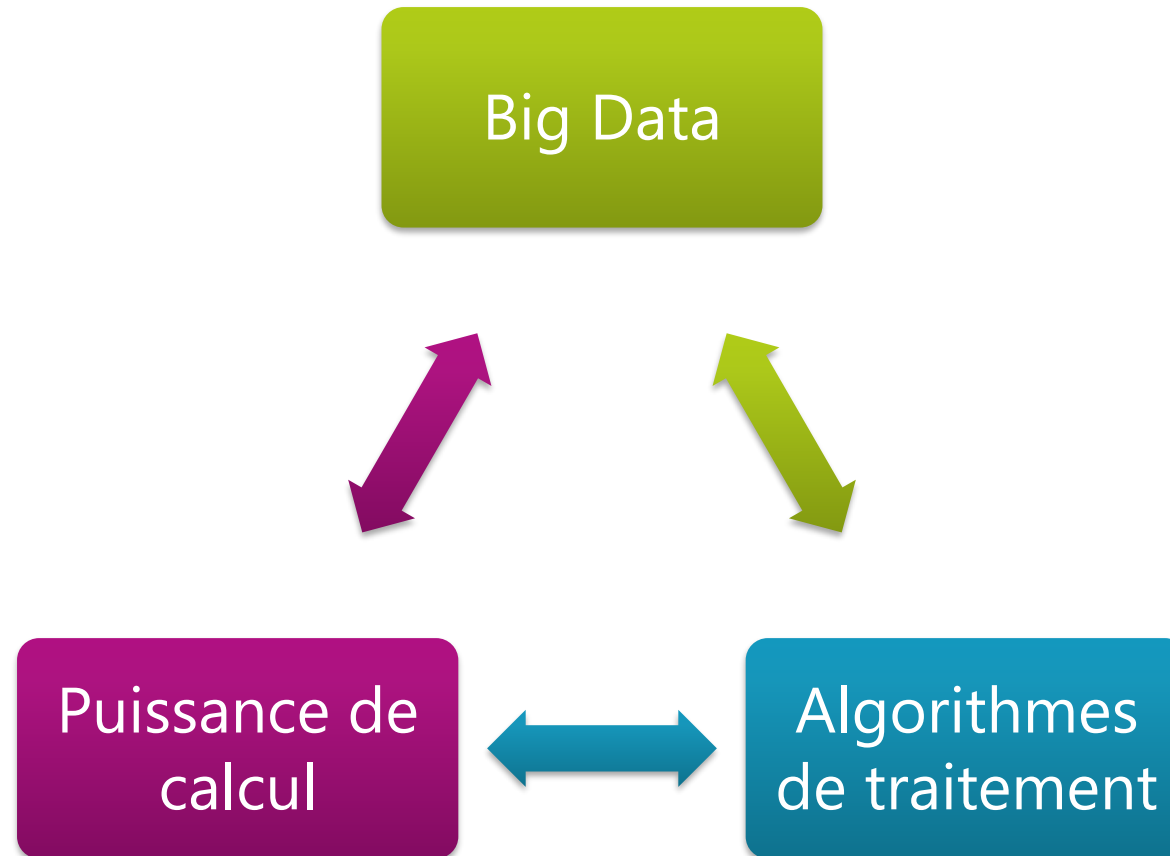 Big Data
Puissance de
calcul
Algorithmes
de traitement